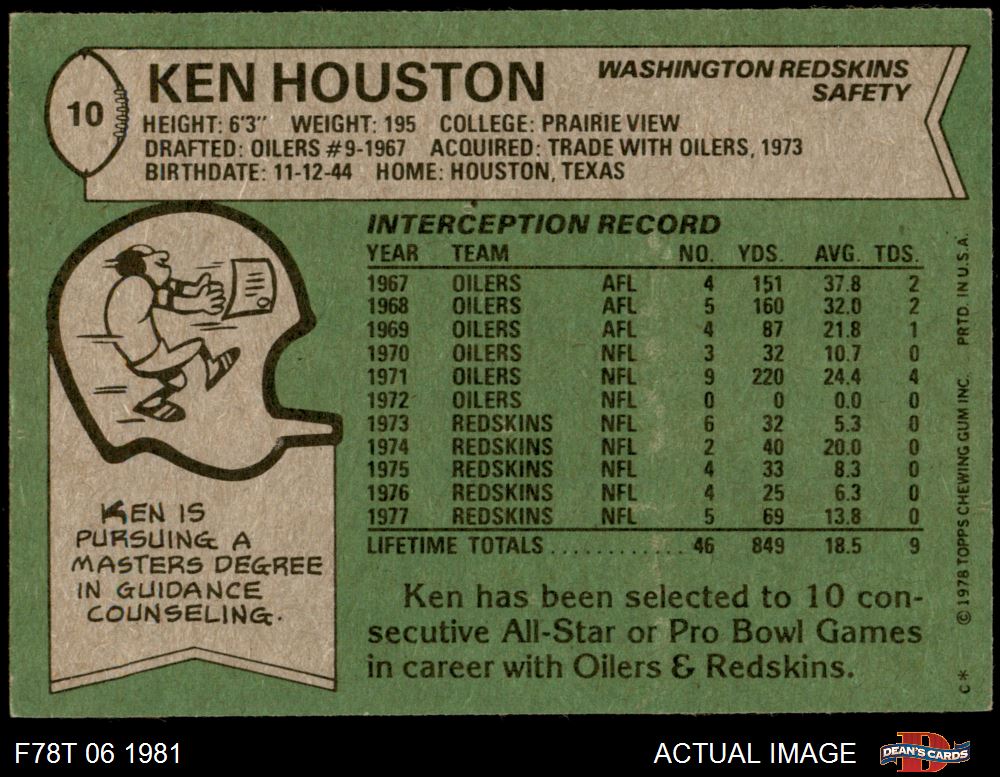 10
KEN HOUSTON
WASHINGTON REDSKINS
SAFETY
HEIGHT: 6'3" WEIGHT: 195 COLLEGE: PRAIRIE VIEW
DRAFTED: OILERS #9-1967 ACQUIRED: TRADE WITH OILERS, 1973
BIRTHDATE: 11-12-44 HOME: HOUSTON, TEXAS
INTERCEPTION RECORD
YEAR TEAM NO. YDS. AVG. TDS.
1967 OILERS AFL 4 151 37.8 2
1968 OILERS AFL 5 160 32.0 2
1969 OILERS AFL 4 87 21.8 1
1970 OILERS NFL 3 32 10.7 0
1971 OILERS NFL 9 220 24.4 4
1972 OILERS NFL 0 0 0.0 0
1973 REDSKINS NFL 6 32 5.3 0
1974 REDSKINS NFL 2 40 20.0 0
1975 REDSKINS NFL 4 33 8.3 0
1976 REDSKINS NFL 4 25 6.3 0
1977 REDSKINS NFL 5 69 13.8 0
LIFETIME TOTALS............ 46 849 18.5 9
KEN IS
PURSUING A
MASTERS DEGREE
IN GUIDANCE
COUNSELING.
Ken has been selected to 10 con-
secutive All-Star or Pro Bowl Games
in career with Oilers & Redskins.
C* ©1978 TOPPS CHEWING GUM INC. PRTD. IN U.S.A.
F78T 06 1981
ACTUAL IMAGE
DEAN'S CARDS